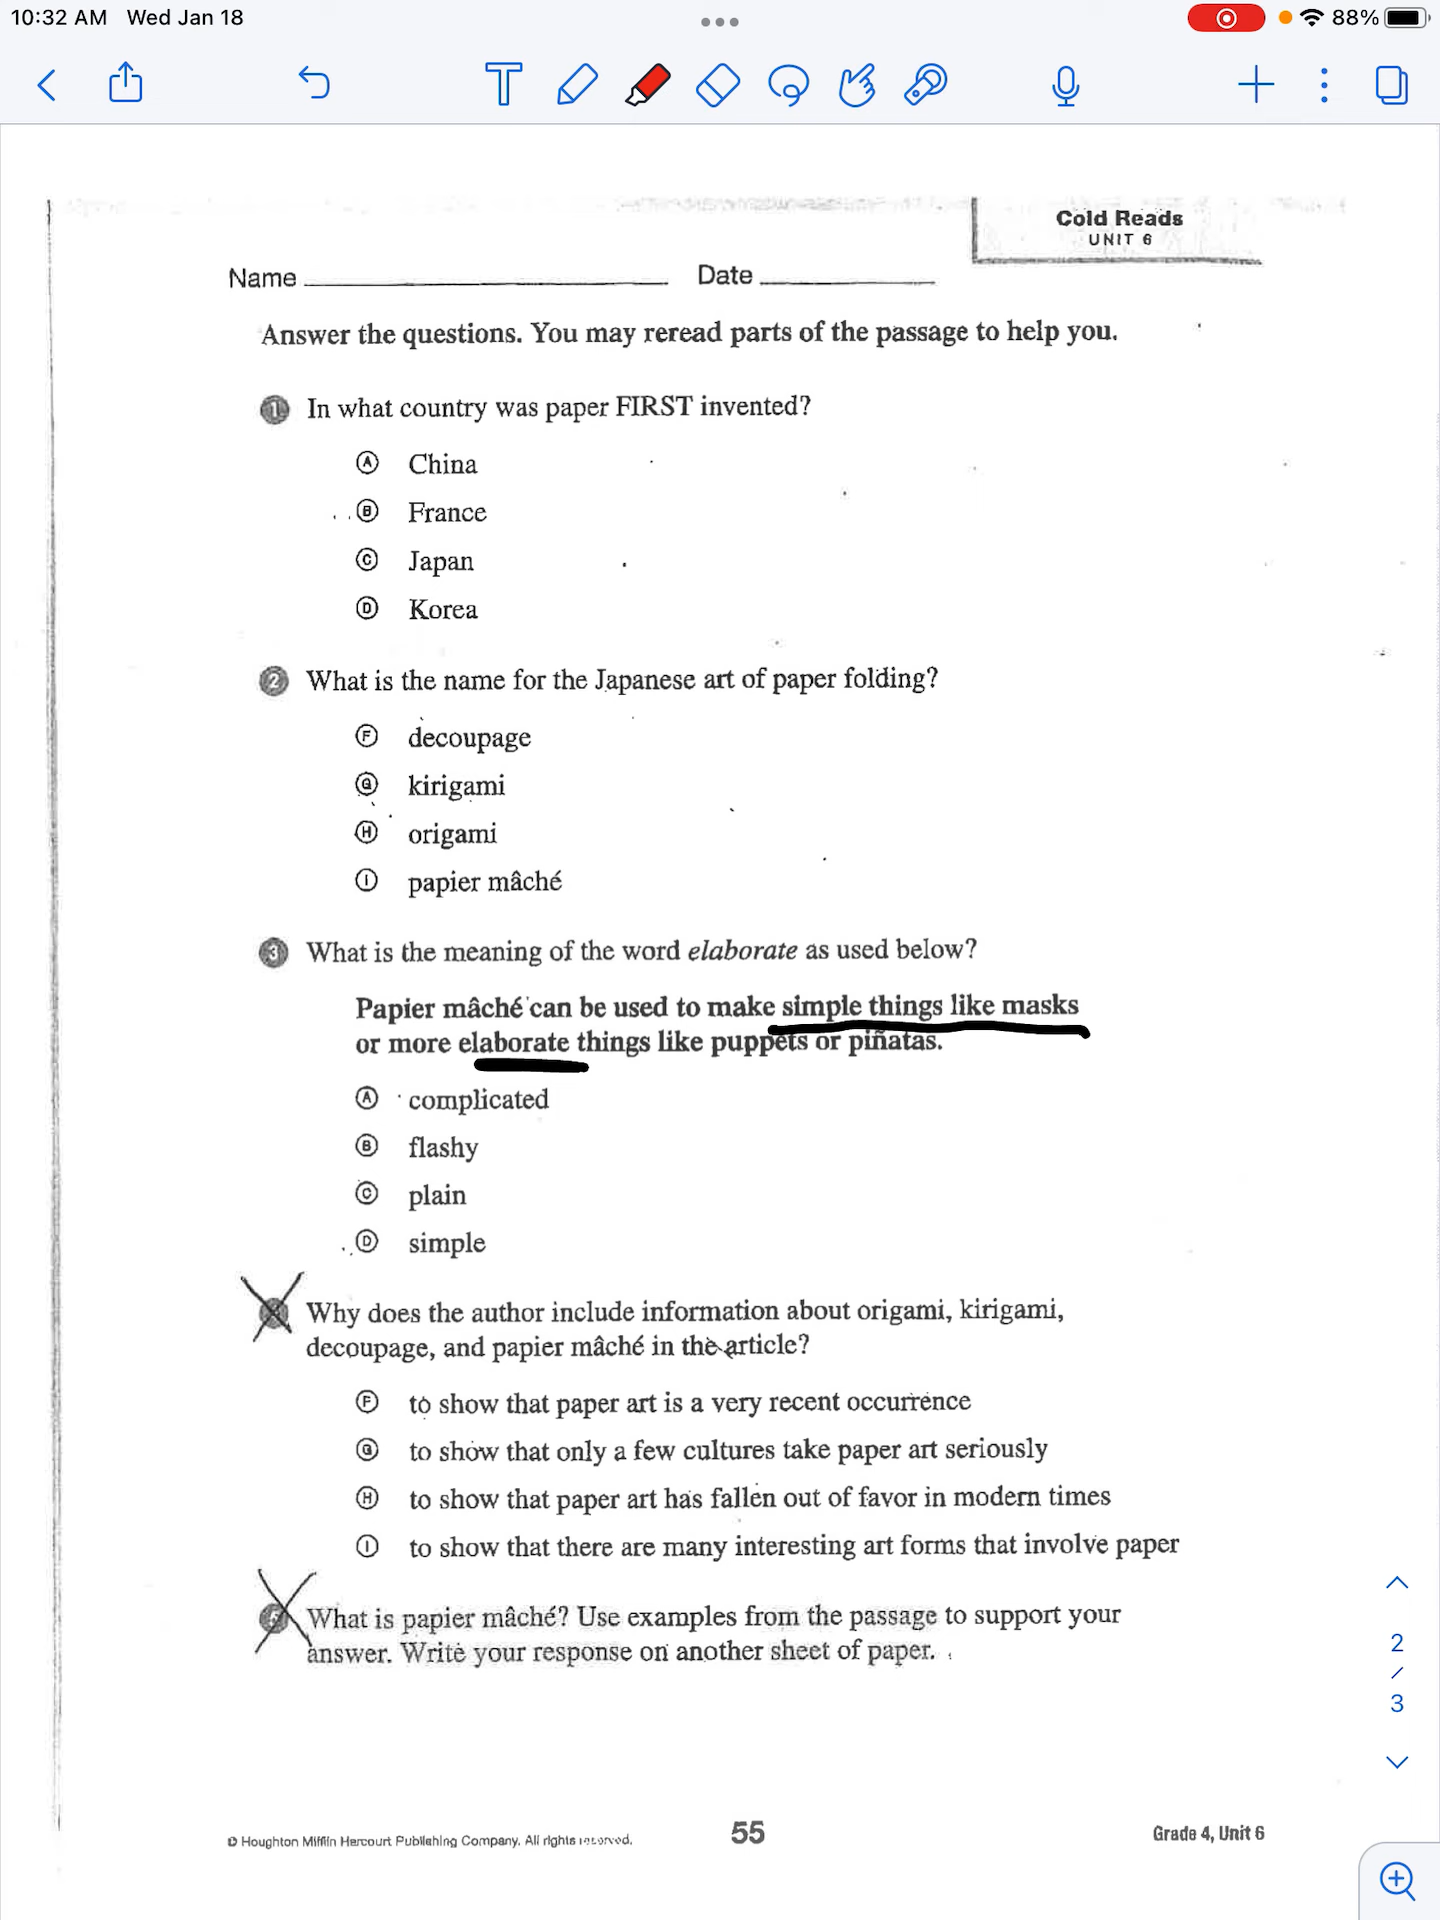 10:32 AM Wed Jan 18
88%
Cold Reads
UNIT 6
Name Date
Answer the questions. You may reread parts of the passage to help you.
1 In what country was paper FIRST invented?
A China
B France
C Japan
D Korea
2 What is the name for the Japanese art of paper folding?
F decoupage
G kirigami
H origami
I papier mâché
3 What is the meaning of the word elaborate as used below?
Papier mâché can be used to make simple things like masks
or more elaborate things like puppets or piñatas.
A complicated
B flashy
C plain
D simple
Why does the author include information about origami, kirigami,
decoupage, and papier mâché in the article?
F to show that paper art is a very recent occurrence
G to show that only a few cultures take paper art seriously
H to show that paper art has fallen out of favor in modern times
I to show that there are many interesting art forms that involve paper
What is papier mâché? Use examples from the passage to support your
answer. Write your response on another sheet of paper.
2
/
3
© Houghton Mifflin Harcourt Publishing Company. All rights reserved.
55
Grade 4, Unit 6